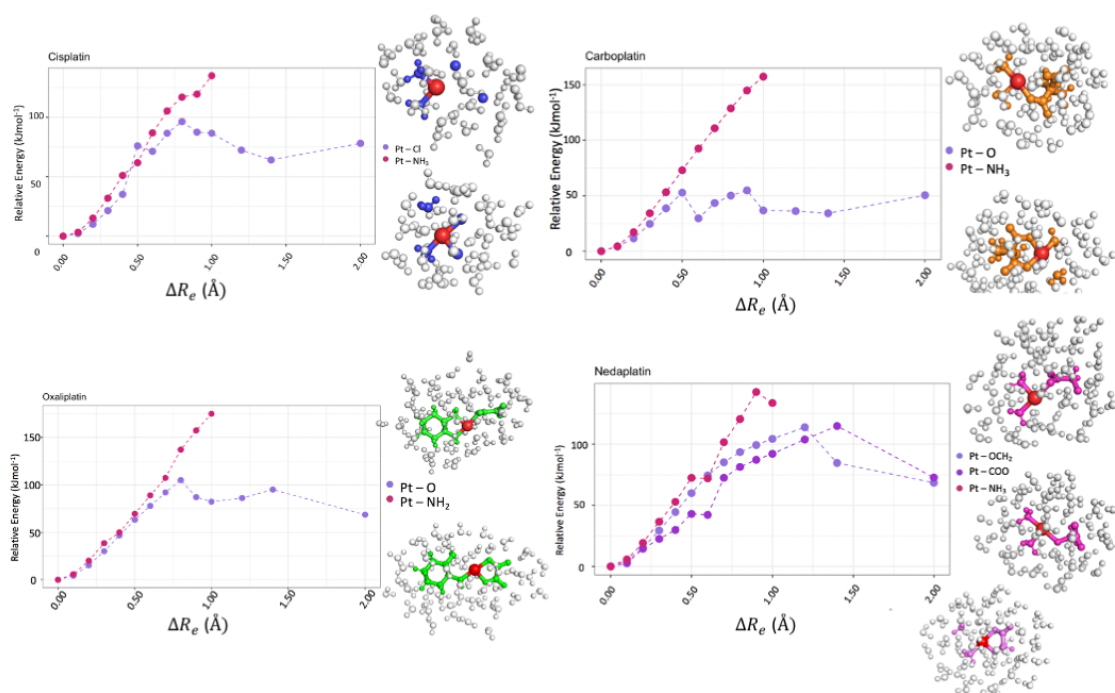 Cisplatin
Relative Energy (kJmol⁻¹)
100
50
0
0.00
0.50
1.00
1.50
2.00
ΔRₑ (Å)
Pt – Cl
Pt – NH₃
Carboplatin
Relative Energy (kJmol⁻¹)
150
100
50
0
0.00
0.50
1.00
1.50
2.00
ΔRₑ (Å)
Pt – O
Pt – NH₃
Oxaliplatin
Relative Energy (kJmol⁻¹)
150
100
50
0
0.00
0.50
1.00
1.50
2.00
ΔRₑ (Å)
Pt – O
Pt – NH₂
Nedaplatin
Relative Energy (kJmol⁻¹)
100
50
0
0.00
0.50
1.00
1.50
2.00
ΔRₑ (Å)
Pt – OCH₂
Pt – COO
Pt – NH₃